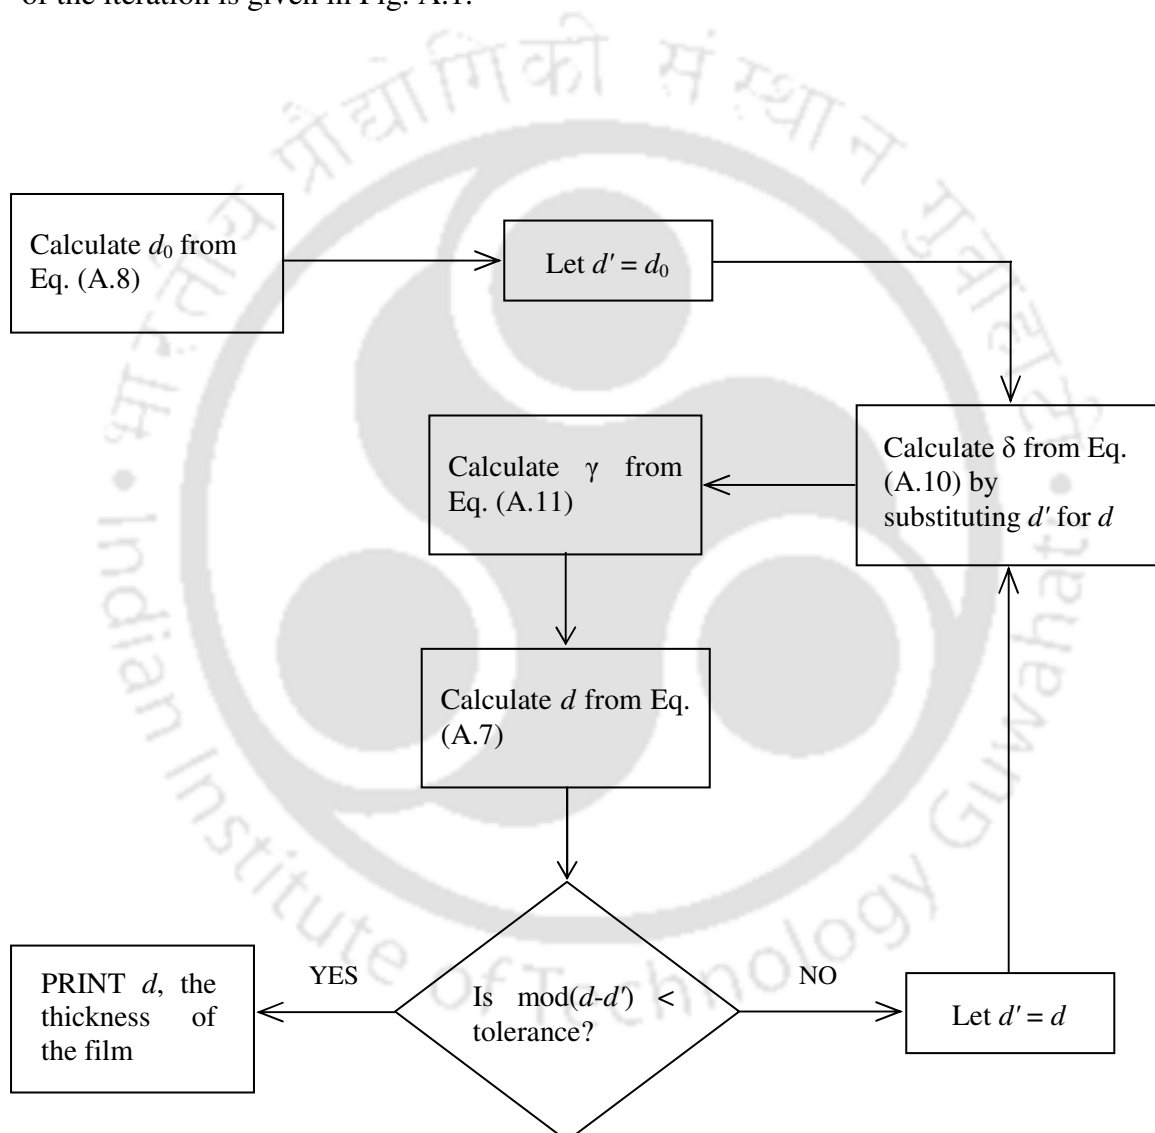 of the iteration is given in Fig. A.1.
Calculate d₀ from
Eq. (A.8)
Let d′ = d₀
Calculate δ from Eq.
(A.10) by
substituting d′ for d
Calculate γ from
Eq. (A.11)
Calculate d from Eq.
(A.7)
Is mod(d-d′) <
tolerance?
YES
PRINT d, the
thickness of
the film
NO
Let d′ = d
भारतीय प्रौद्योगिकी संस्थान गुवाहाटी
Indian Institute of Technology Guwahati